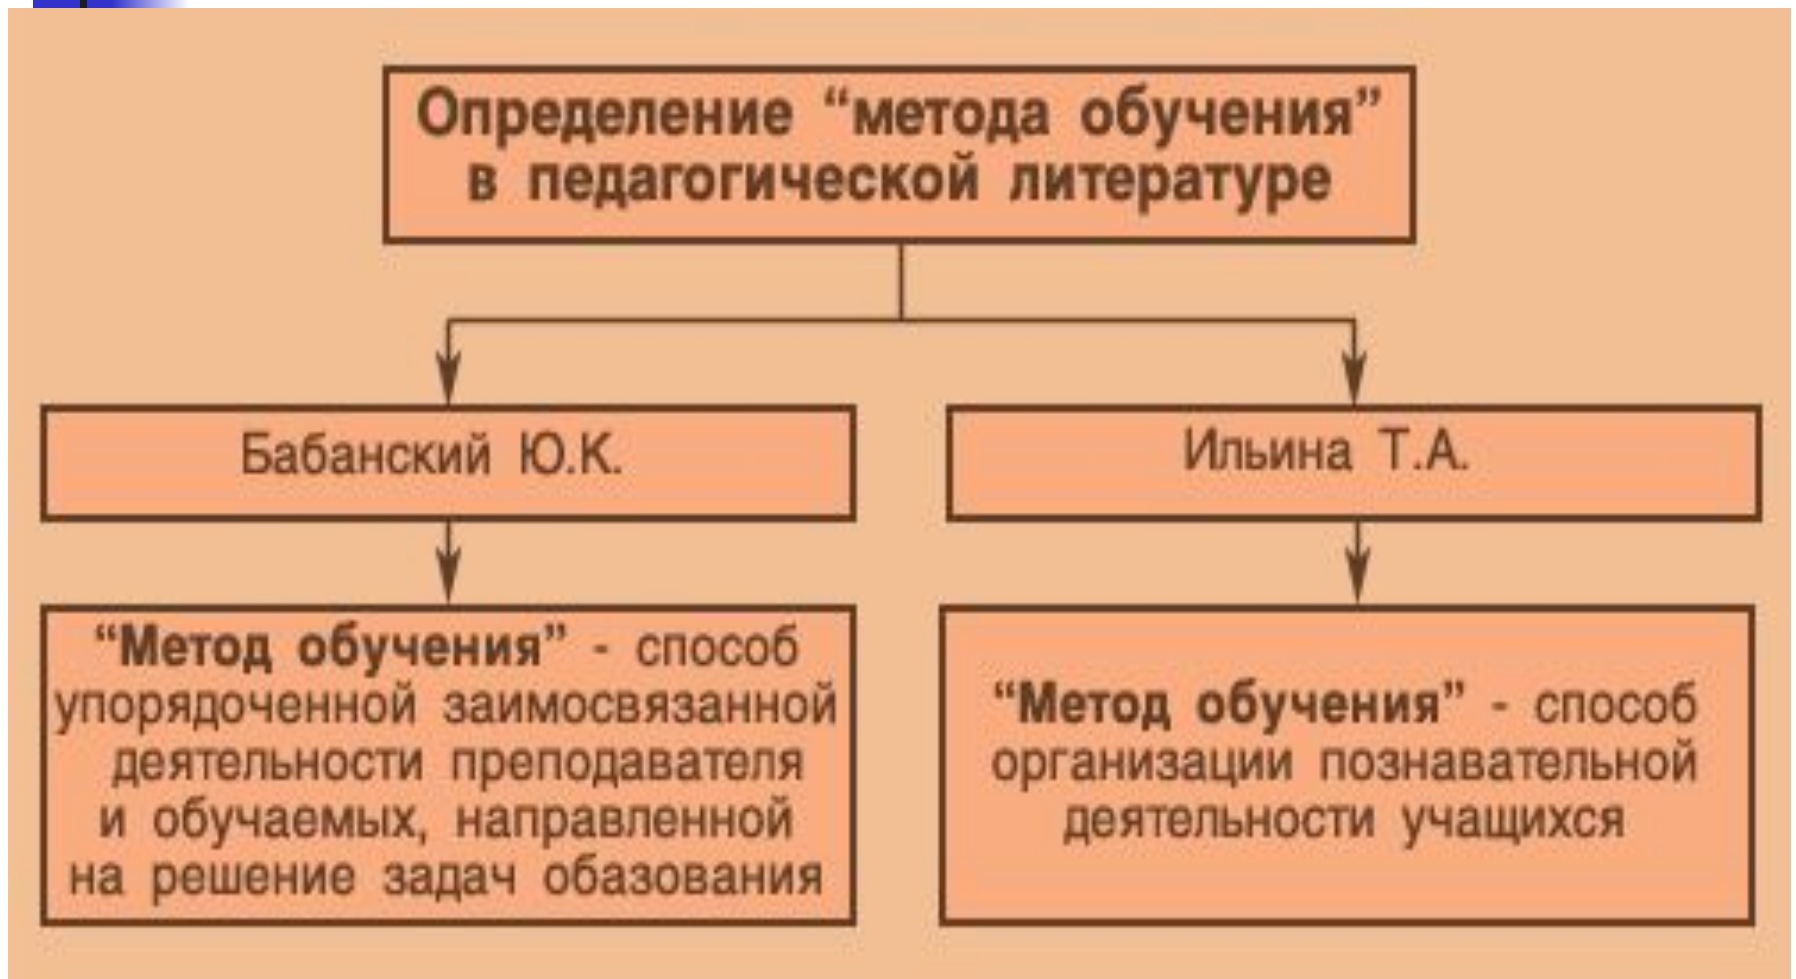 Определение “метода обучения”
в педагогической литературе
Бабанский Ю.К.
Ильина Т.А.
“Метод обучения” - способ
упорядоченной заимосвязанной
деятельности преподавателя
и обучаемых, направленной
на решение задач обазования
“Метод обучения” - способ
организации познавательной
деятельности учащихся